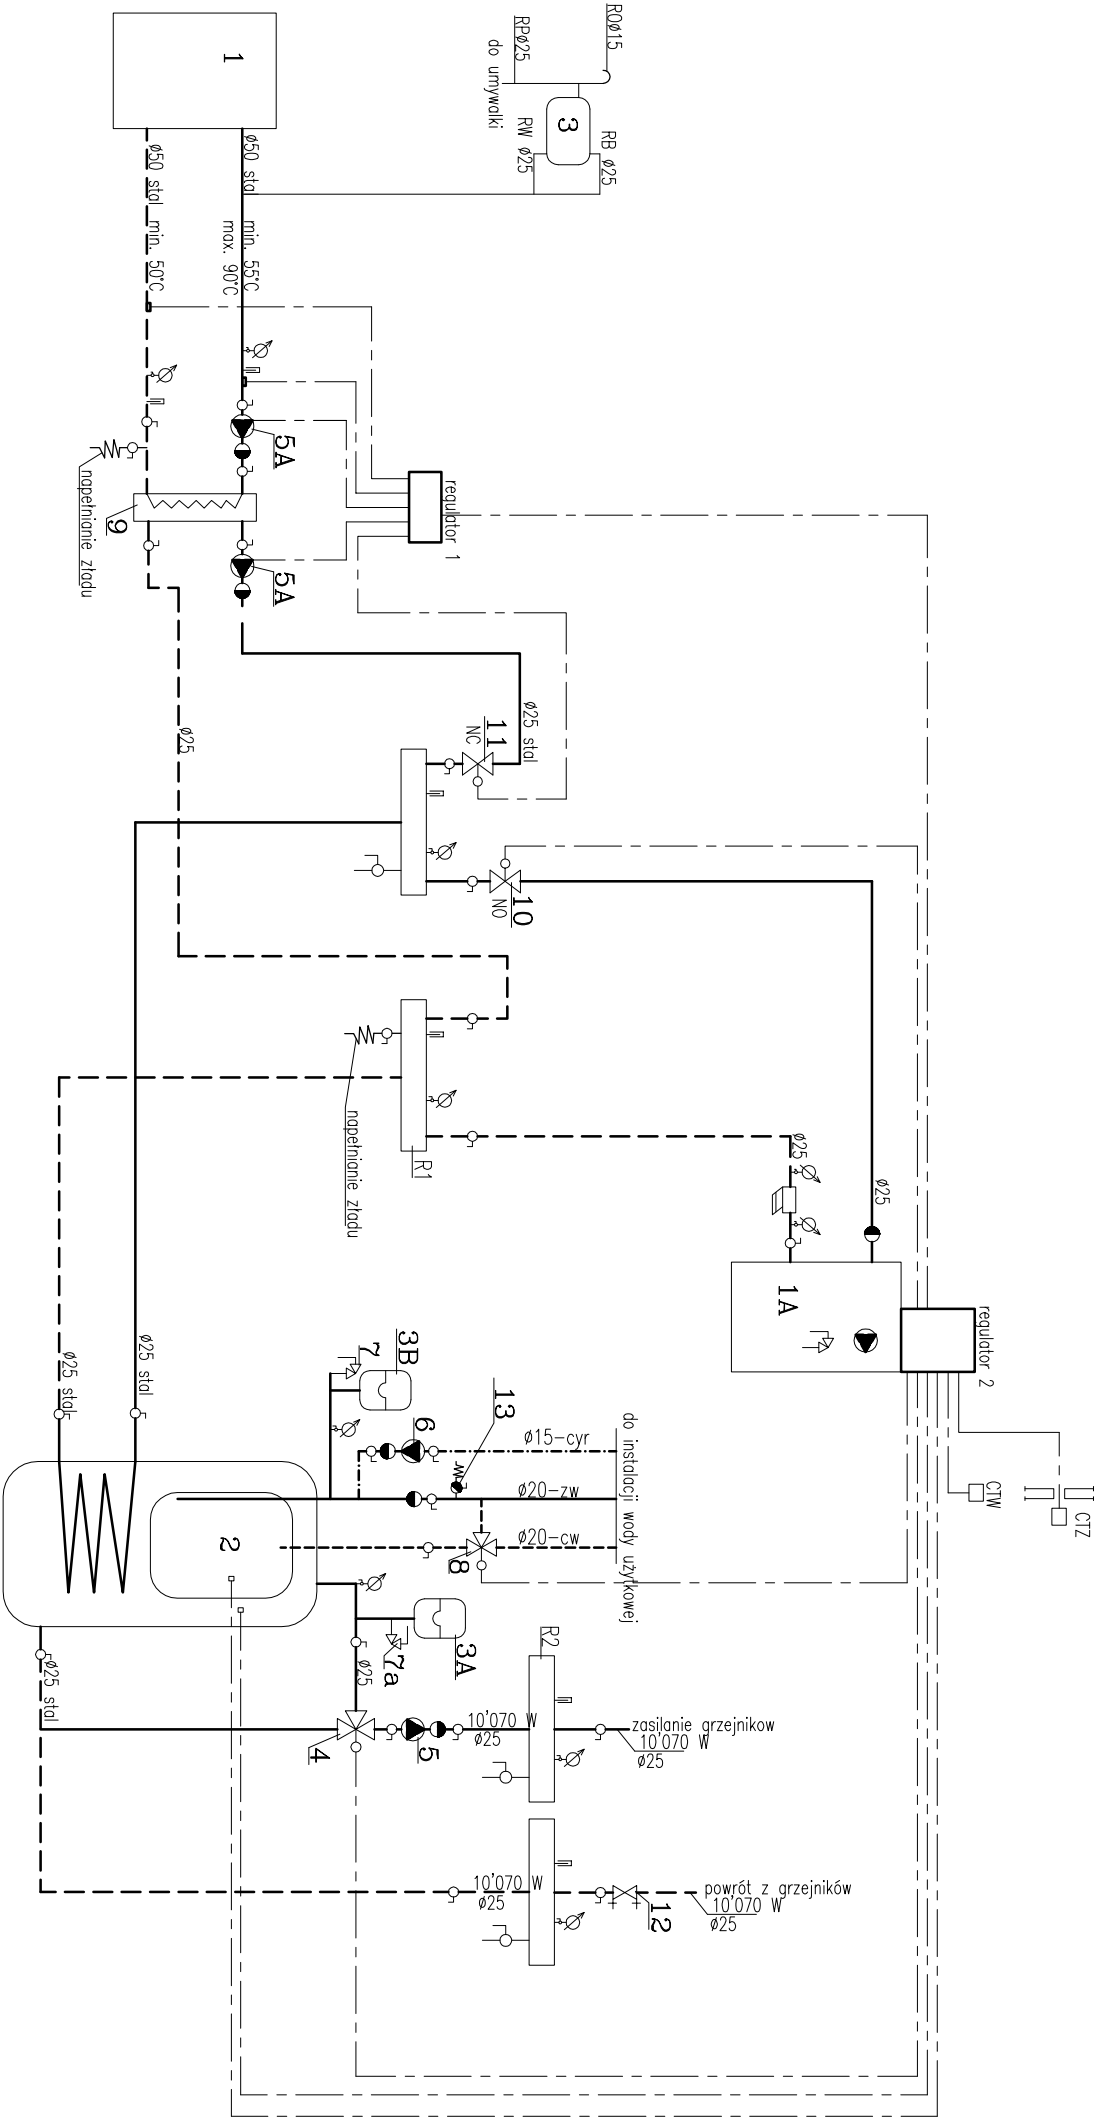 1
ø50 stal
min. 50°C
ø50 stal
min. 55°C
max. 90°C
ROø15
RPø25
do umywalki
3
RB ø25
RW ø25
5A
5A
9
napełnianie zładu
regulator 1
ø25
ø25 stal
11
NC
10
NO
R1
napełnianie zładu
ø25
ø25
1A
regulator 2
CTW
CTZ
ø25 stal
ø25 stal
3B
7
6
13
do instalacji wody użytkowej
ø15-cyr
ø20-zw
ø20-cw
8
2
3A
7a
ø25
ø25 stal
4
5
R2
10'070 W
ø25
zasilanie grzejnikow
10'070 W
ø25
10'070 W
ø25
12
powrót z grzejników
10'070 W
ø25